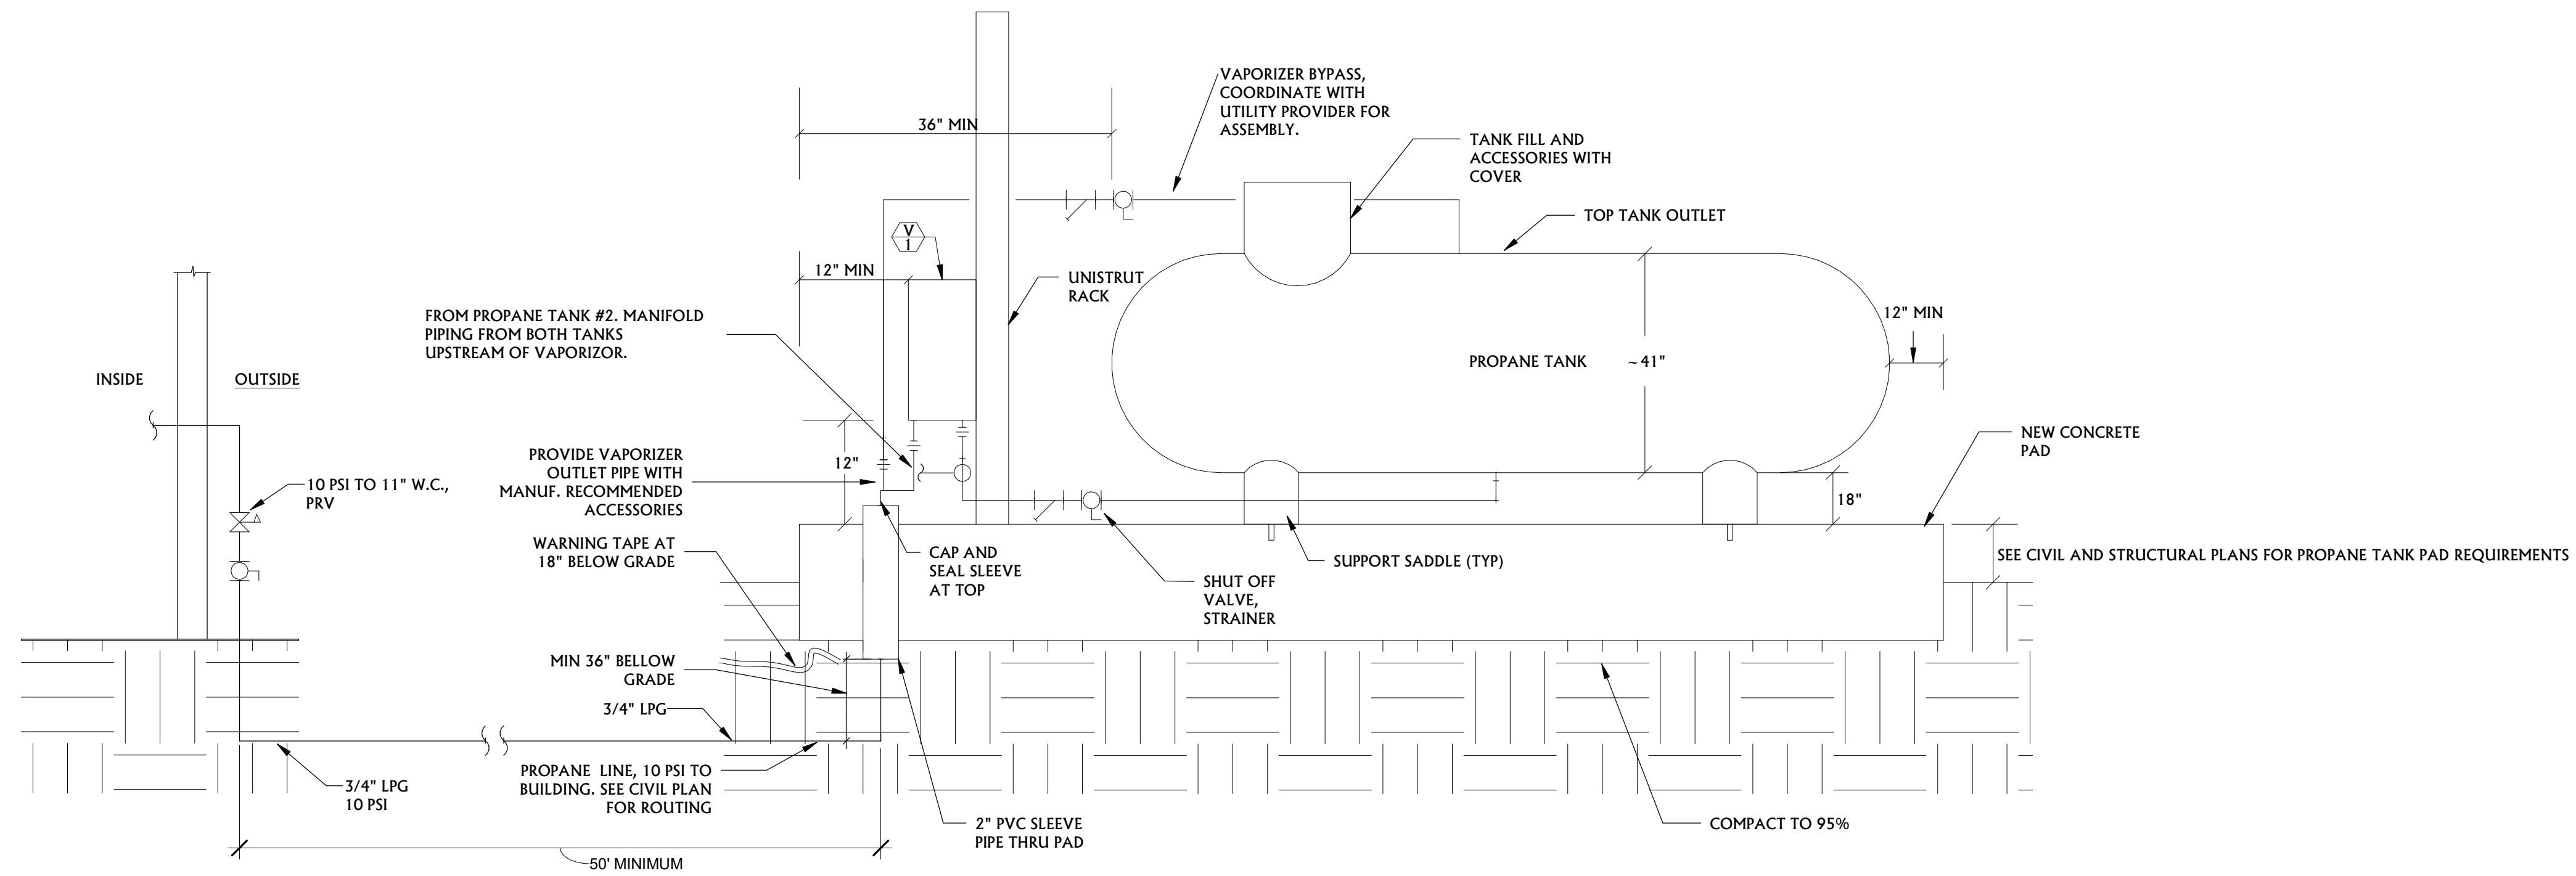 VAPORIZER BYPASS,
COORDINATE WITH
UTILITY PROVIDER FOR
ASSEMBLY.
36" MIN
TANK FILL AND
ACCESSORIES WITH
COVER
TOP TANK OUTLET
V
1
12" MIN
UNISTRUT
RACK
FROM PROPANE TANK #2. MANIFOLD
PIPING FROM BOTH TANKS
UPSTREAM OF VAPORIZOR.
12" MIN
PROPANE TANK
~41"
INSIDE
OUTSIDE
NEW CONCRETE
PAD
PROVIDE VAPORIZER
OUTLET PIPE WITH
MANUF. RECOMMENDED
ACCESSORIES
12"
10 PSI TO 11" W.C.,
PRV
18"
WARNING TAPE AT
18" BELOW GRADE
CAP AND
SEAL SLEEVE
AT TOP
SHUT OFF
VALVE,
STRAINER
SUPPORT SADDLE (TYP)
SEE CIVIL AND STRUCTURAL PLANS FOR PROPANE TANK PAD REQUIREMENTS
MIN 36" BELLOW
GRADE
3/4" LPG
3/4" LPG
10 PSI
PROPANE LINE, 10 PSI TO
BUILDING. SEE CIVIL PLAN
FOR ROUTING
2" PVC SLEEVE
PIPE THRU PAD
COMPACT TO 95%
50' MINIMUM